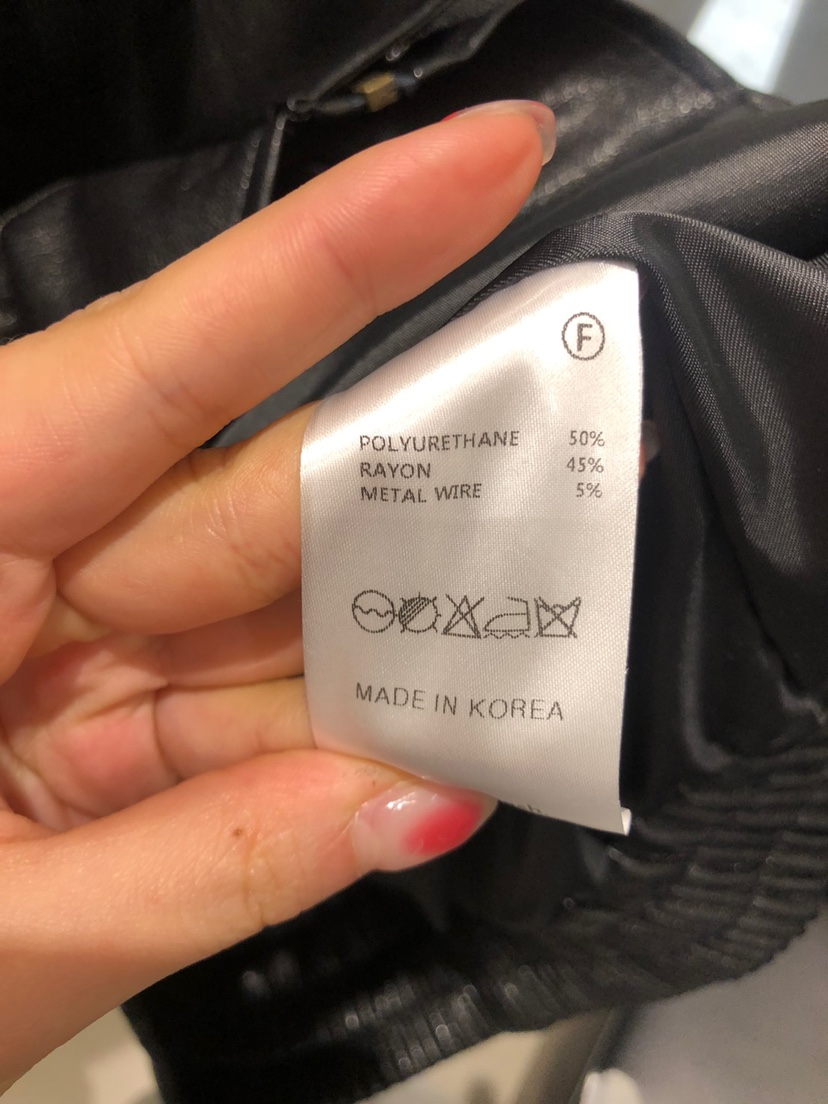 F
POLYURETHANE 50%
RAYON 45%
METAL WIRE 5%
MADE IN KOREA